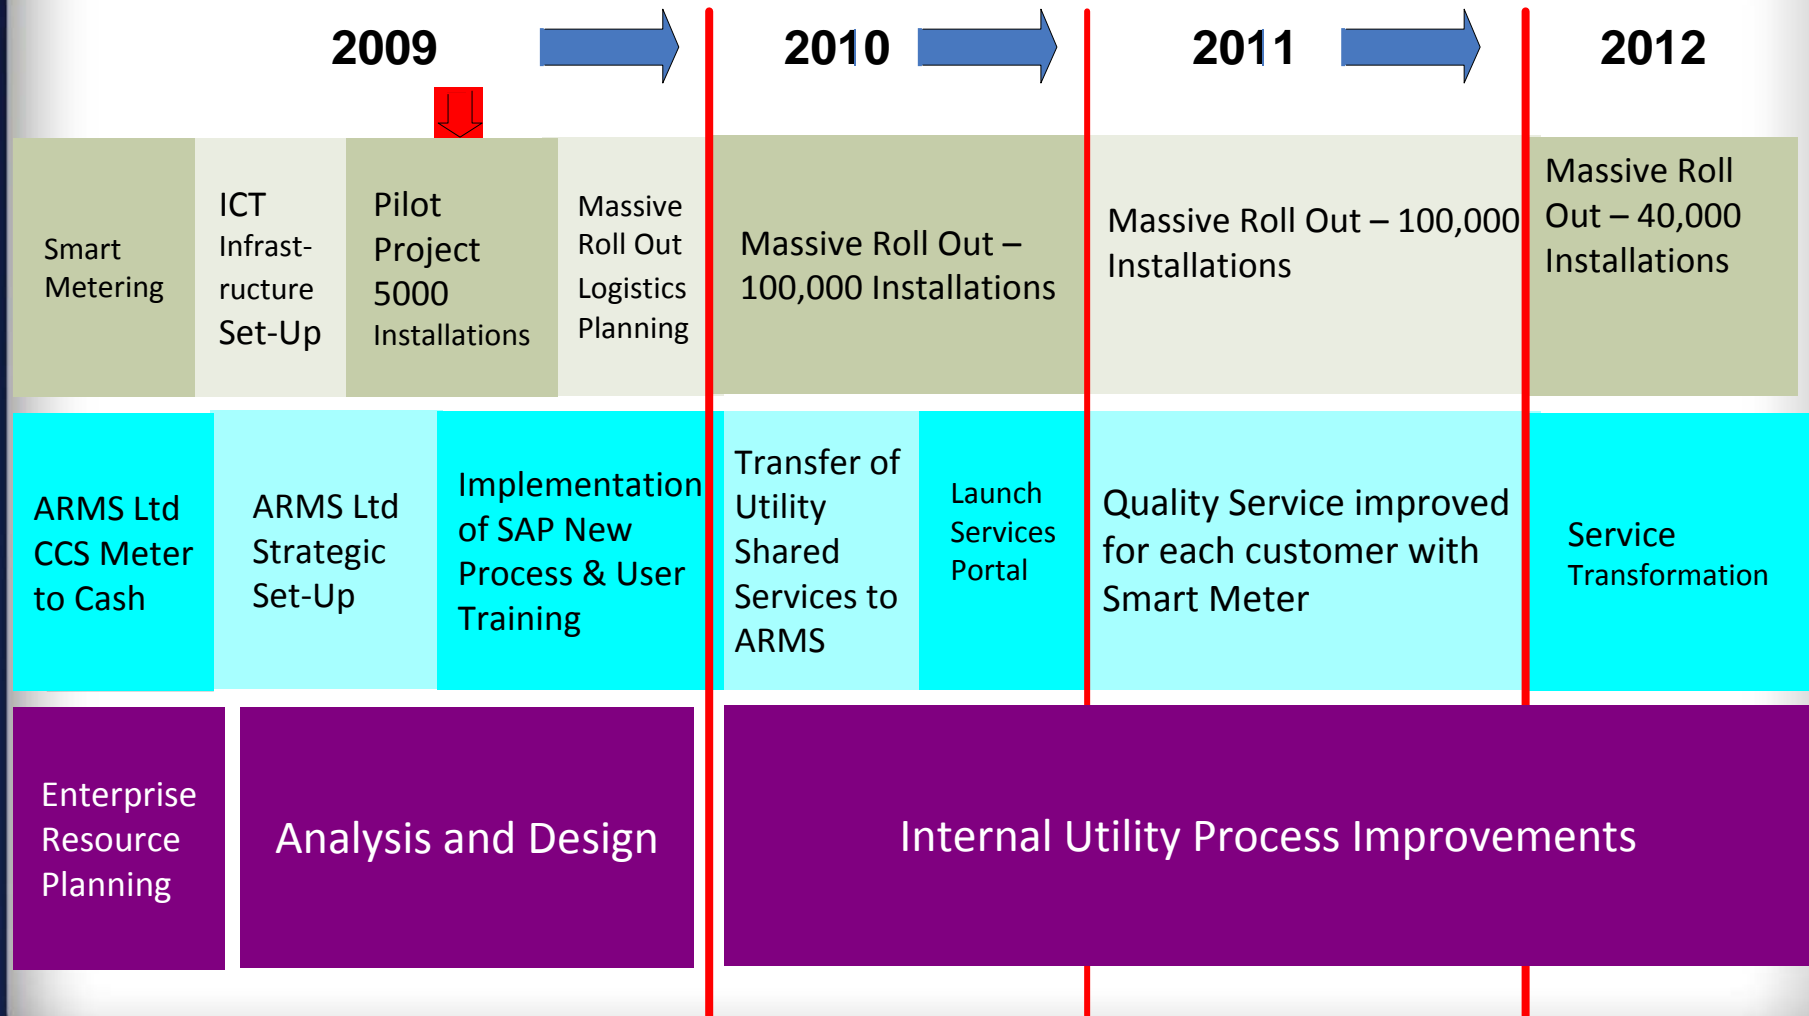 2009
2010
2011
2012
Smart
Metering
ICT
Infrast-
ructure
Set-Up
Pilot
Project
5000
Installations
Massive
Roll Out
Logistics
Planning
Massive Roll Out –
100,000 Installations
Massive Roll Out – 100,000
Installations
Massive Roll
Out – 40,000
Installations
ARMS Ltd
CCS Meter
to Cash
ARMS Ltd
Strategic
Set-Up
Implementation
of SAP New
Process & User
Training
Transfer of
Utility
Shared
Services to
ARMS
Launch
Services
Portal
Quality Service improved
for each customer with
Smart Meter
Service
Transformation
Enterprise
Resource
Planning
Analysis and Design
Internal Utility Process Improvements